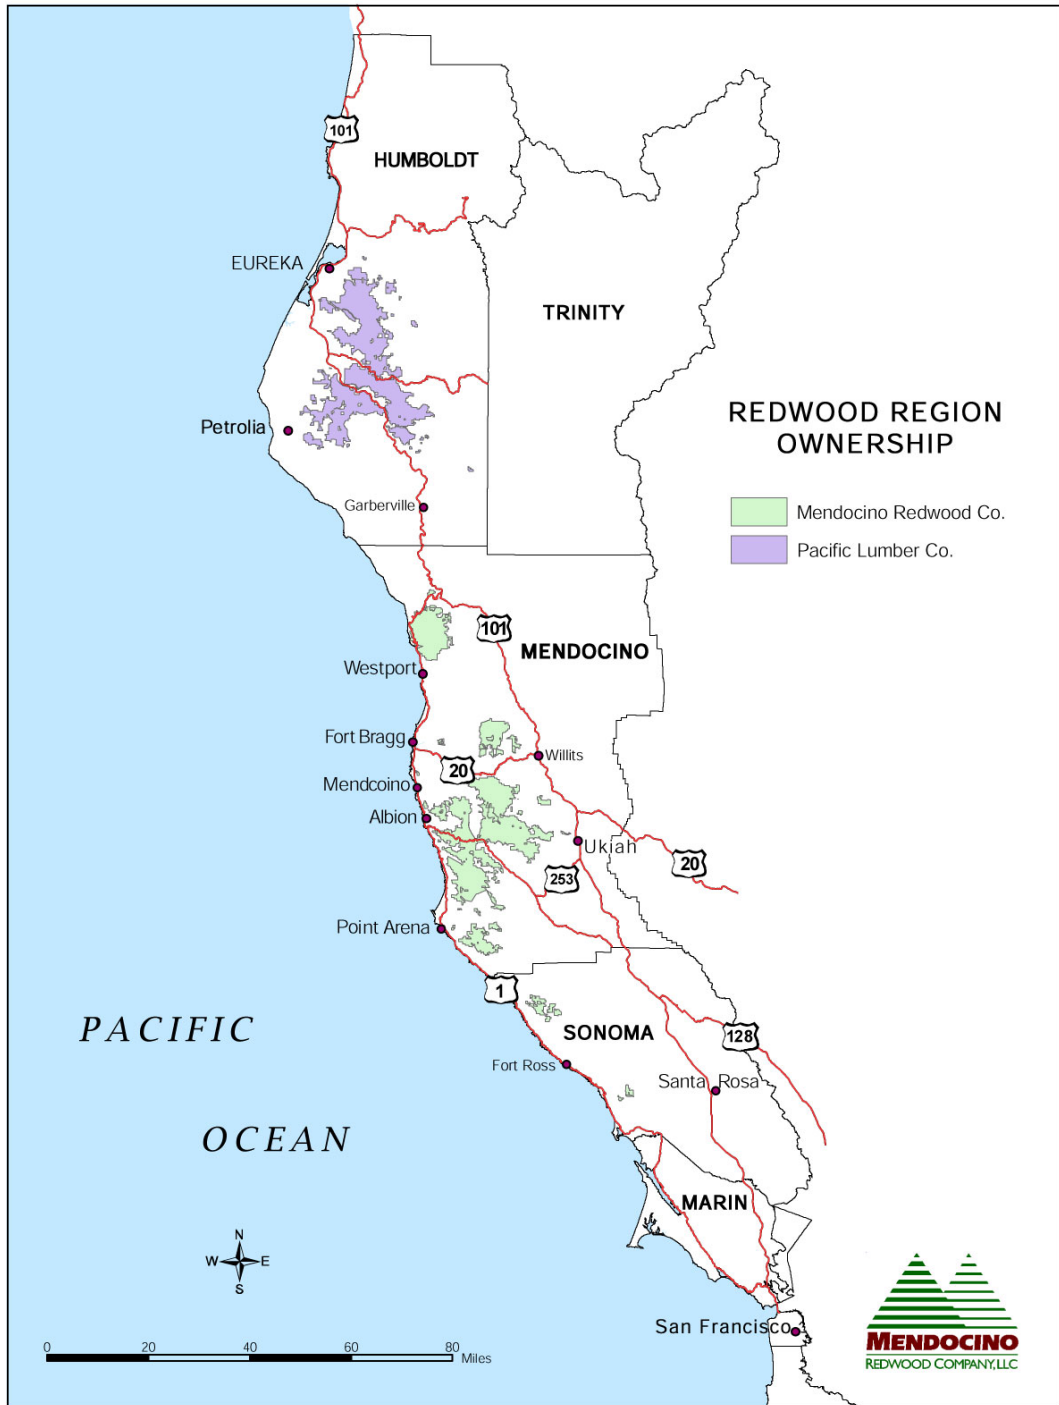 101
HUMBOLDT
EUREKA
TRINITY
REDWOOD REGION
OWNERSHIP
Petrolia
Mendocino Redwood Co.
Garberville
Pacific Lumber Co.
101
MENDOCINO
Westport
Fort Bragg
Willits
20
Mendcoino
Albion
Ukiah
20
253
Point Arena
1
PACIFIC
SONOMA
128
Fort Ross
Santa Rosa
OCEAN
MARIN
N
W E
S
San Francisco
MENDOCINO
REDWOOD COMPANY, LLC
0 20 40 60 80
Miles